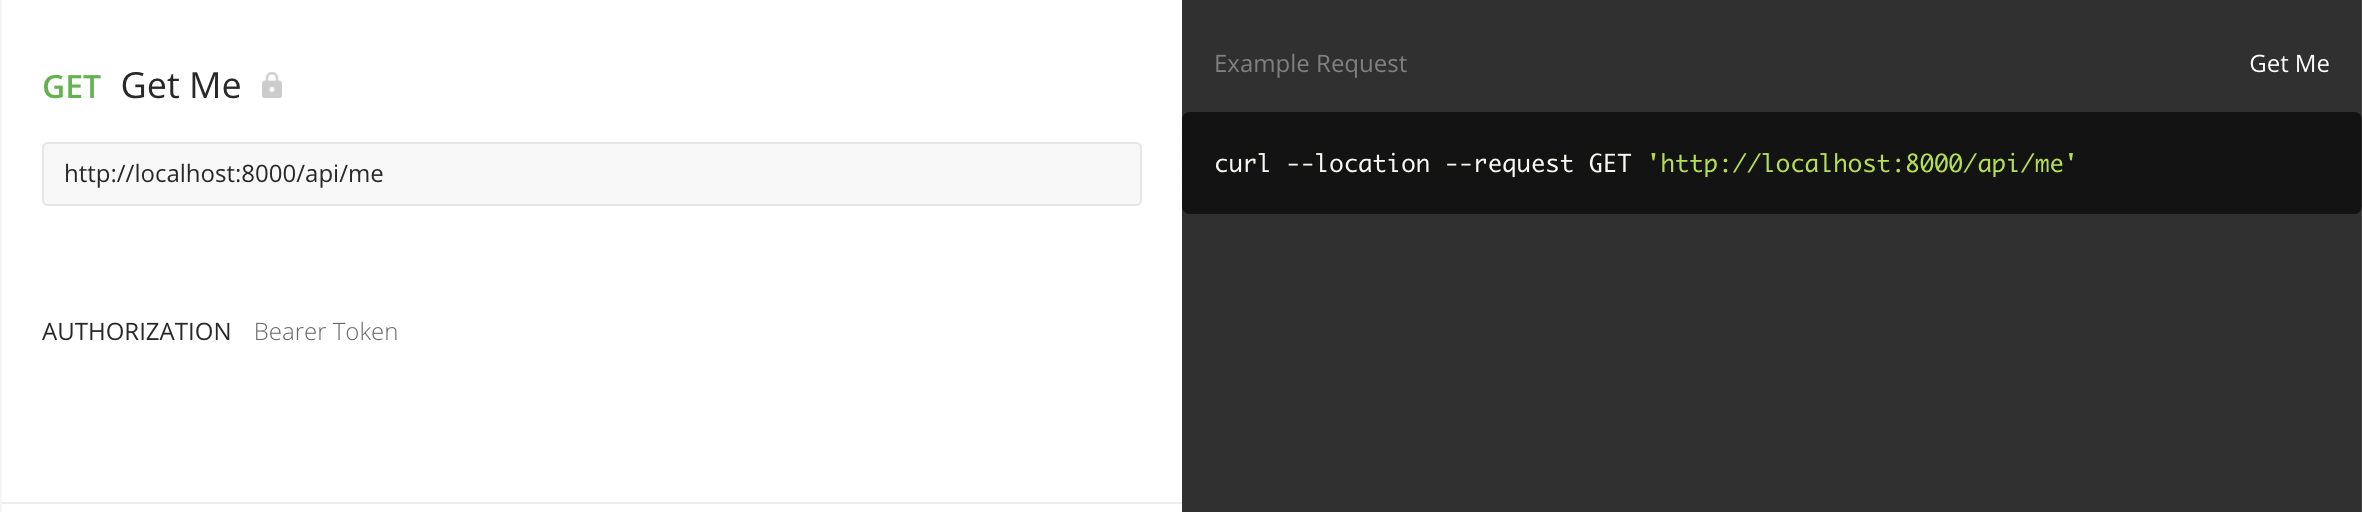 GET Get Me
http://localhost:8000/api/me
AUTHORIZATION Bearer Token
Example Request Get Me
curl --location --request GET 'http://localhost:8000/api/me'